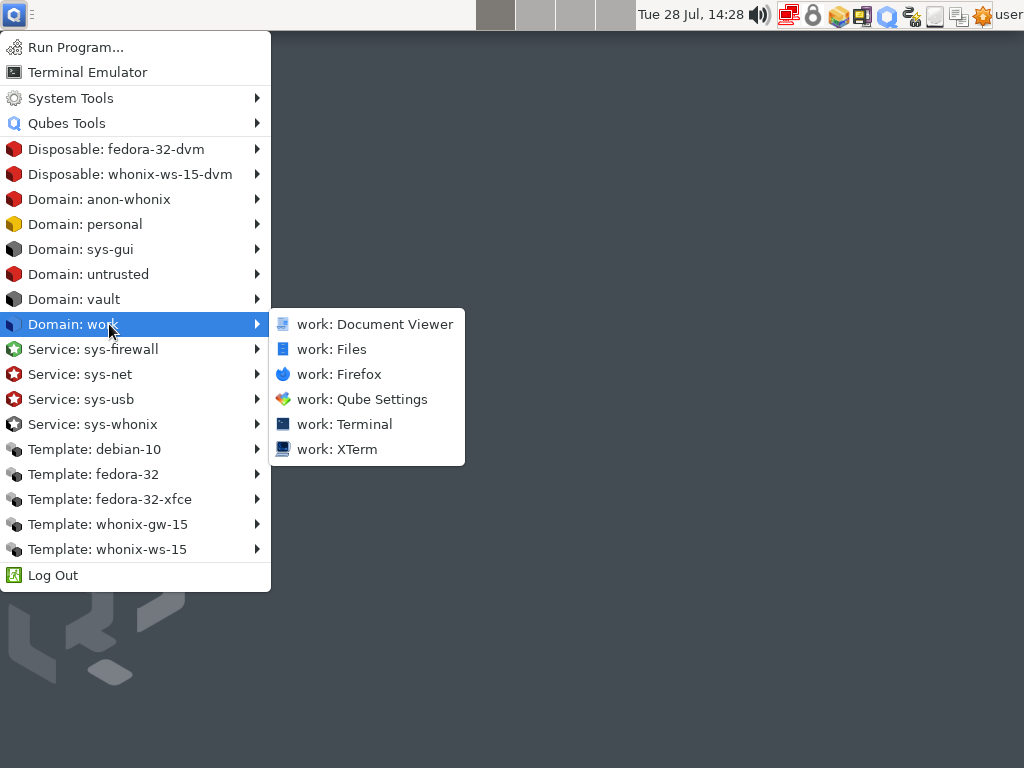 Tue 28 Jul, 14:28 user
Run Program...
Terminal Emulator
System Tools
Qubes Tools
Disposable: fedora-32-dvm
Disposable: whonix-ws-15-dvm
Domain: anon-whonix
Domain: personal
Domain: sys-gui
Domain: untrusted
Domain: vault
Domain: work
Service: sys-firewall
Service: sys-net
Service: sys-usb
Service: sys-whonix
Template: debian-10
Template: fedora-32
Template: fedora-32-xfce
Template: whonix-gw-15
Template: whonix-ws-15
Log Out
work: Document Viewer
work: Files
work: Firefox
work: Qube Settings
work: Terminal
work: XTerm